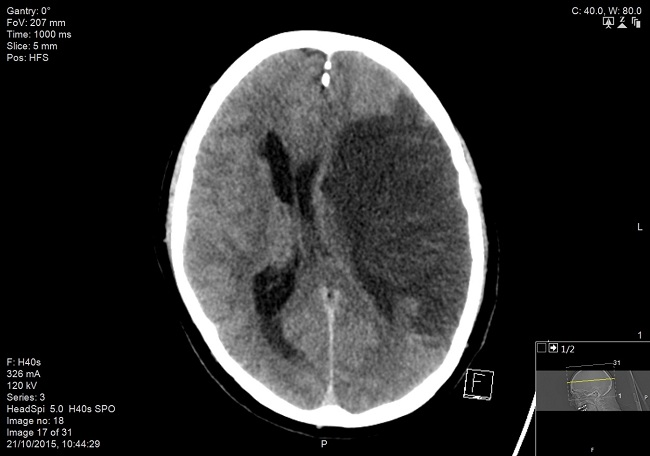 Gantry: 0°
FoV: 207 mm
Time: 1000 ms
Slice: 5 mm
Pos: HFS
C: 40.0, W: 80.0
Z
L
1
1/2
31
1
P
F
F: H40s
326 mA
120 kV
Series: 3
HeadSpi 5.0 H40s SPO
Image no: 18
Image 17 of 31
21/10/2015, 10:44:29
F
P